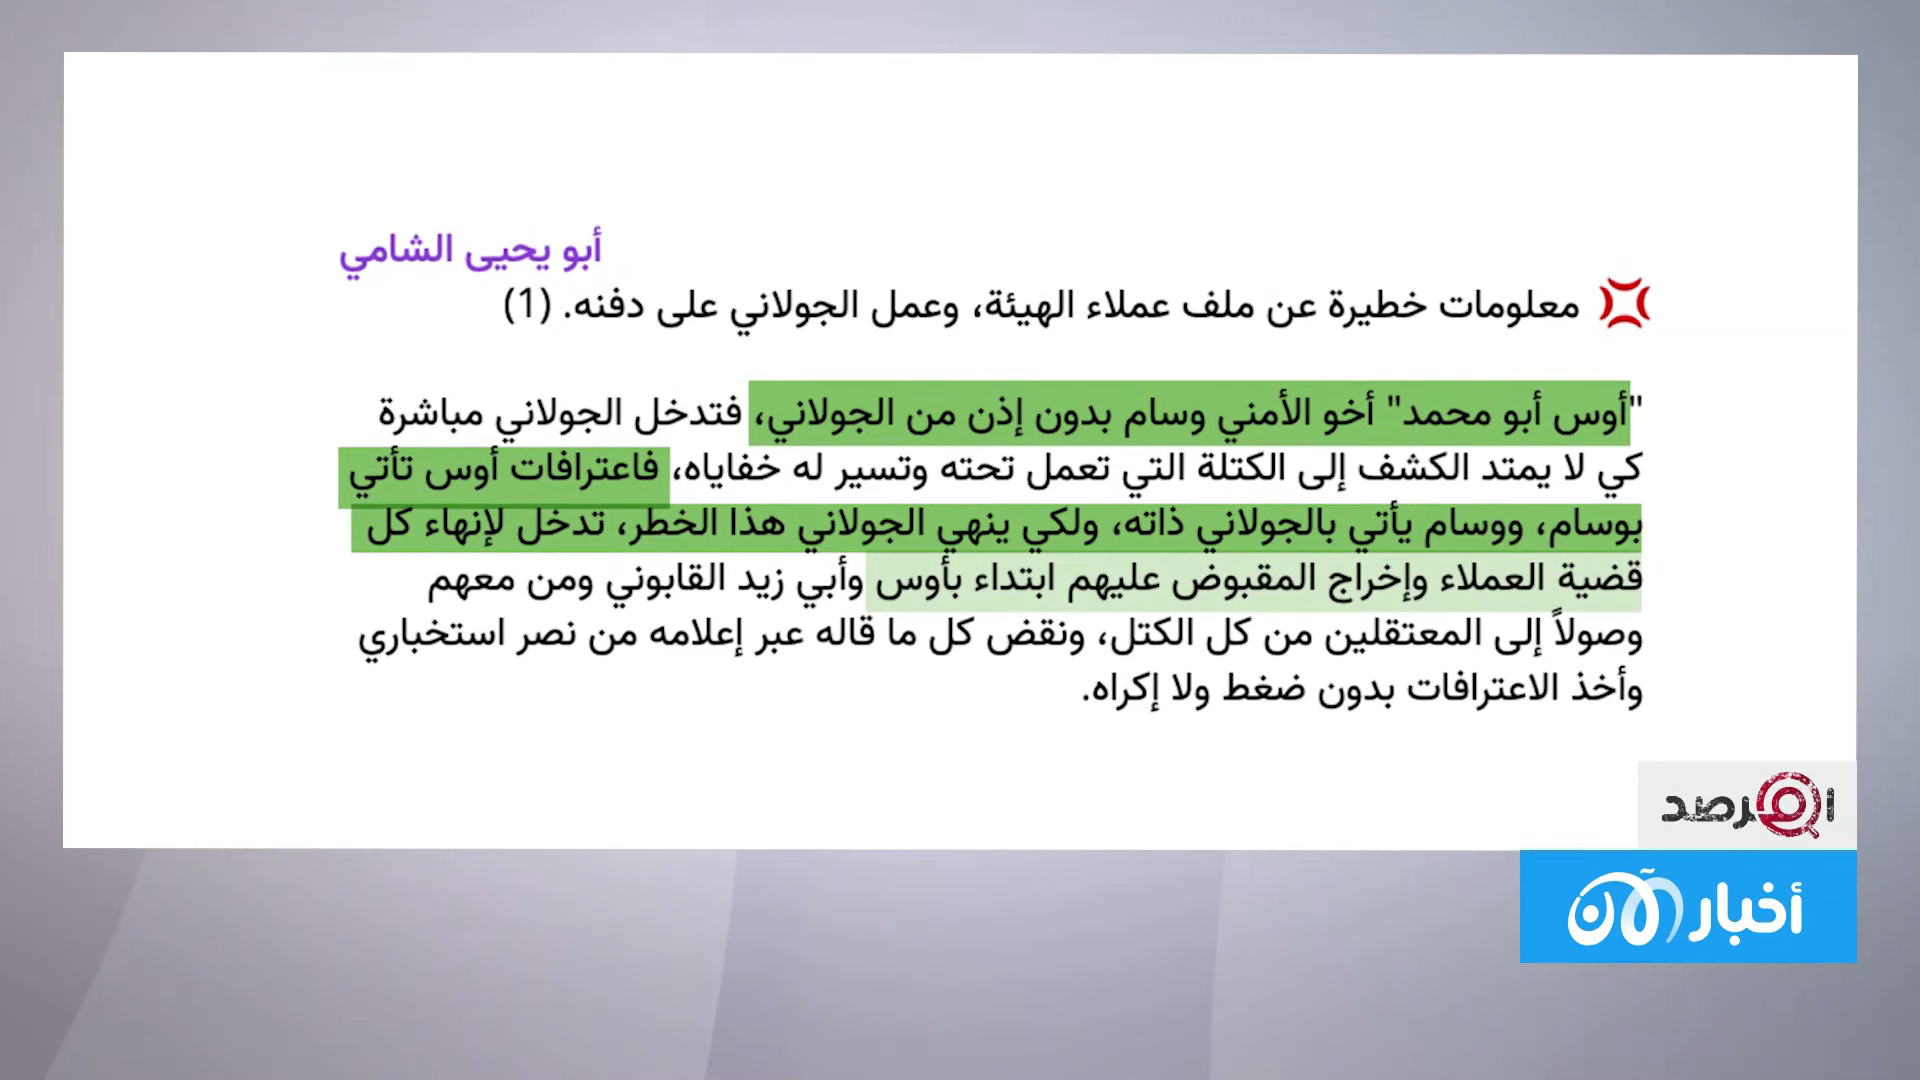 أبو يحيى الشامي
معلومات خطيرة عن ملف عملاء الهيئة، وعمل الجولاني على دفنه. (1)
"أوس أبو محمد" أخو الأمني وسام بدون إذن من الجولاني، فتدخل الجولاني مباشرة
كي لا يمتد الكشف إلى الكتلة التي تعمل تحته وتسير له خفاياه، فاعترافات أوس تأتي
بوسام، ووسام يأتي بالجولاني ذاته، ولكي ينهي الجولاني هذا الخطر، تدخل لإنهاء كل
قضية العملاء وإخراج المقبوض عليهم ابتداء بأوس وأبي زيد القابوني ومن معهم
وصولاً إلى المعتقلين من كل الكتل، ونقض كل ما قاله عبر إعلامه من نصر استخباري
وأخذ الاعترافات بدون ضغط ولا إكراه.
المرصد
أخبار الآن